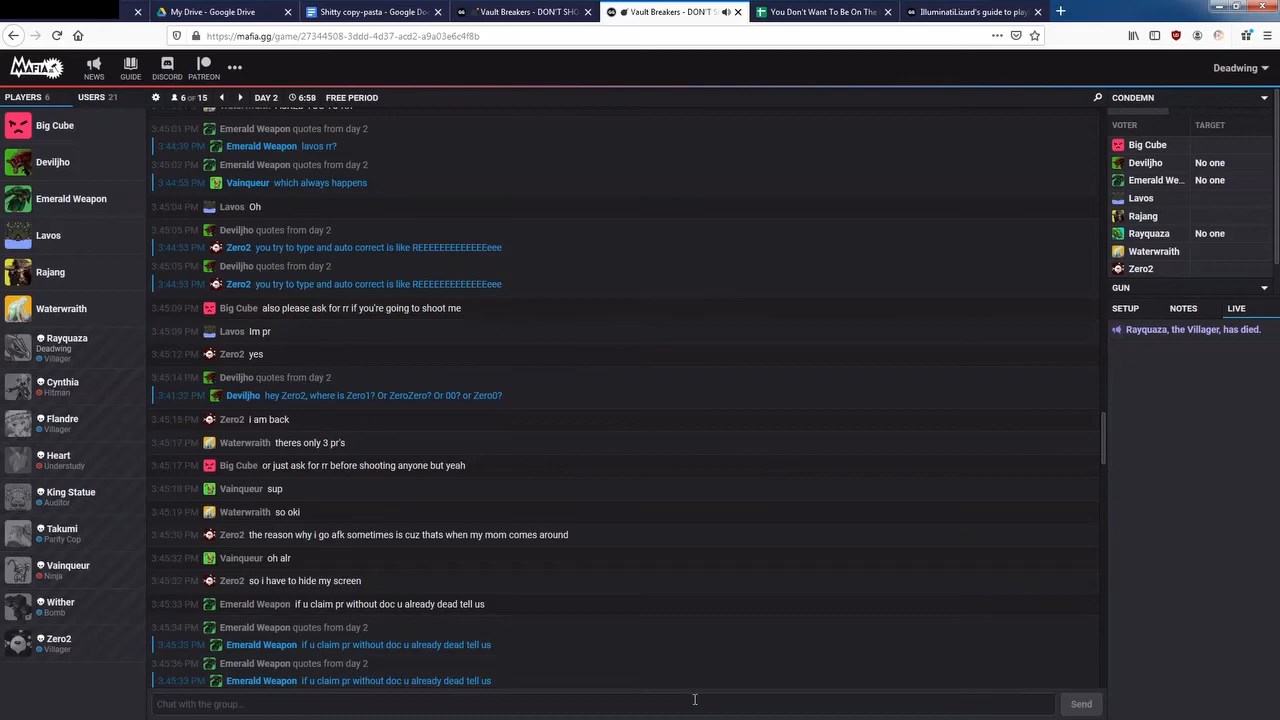 My Drive - Google Drive
Shitty copy-pasta - Google Do
Vault Breakers - DON'T SHO
Vault Breakers - DON'T S
You Don't Want To Be On The
IlluminatiLizard's guide to play
https://mafia.gg/game/27344508-3ddd-4d37-acd2-a9a03e6c4f8b
MAFIA
NEWS
GUIDE
DISCORD
PATREON
Deadwing
PLAYERS 6
USERS 21
6 of 15
DAY 2
6:58
FREE PERIOD
Big Cube
Deviljho
Emerald Weapon
Lavos
Rajang
Waterwraith
Rayquaza
Deadwing
Villager
Cynthia
Hitman
Flandre
Villager
Heart
Understudy
King Statue
Auditor
Takumi
Parity Cop
Vainqueur
Ninja
Wither
Bomb
Zero2
Villager
3:45:01 PM Emerald Weapon quotes from day 2
3:44:39 PM Emerald Weapon lavos rr?
3:45:02 PM Emerald Weapon quotes from day 2
3:44:55 PM Vainqueur which always happens
3:45:04 PM Lavos Oh
3:45:05 PM Deviljho quotes from day 2
3:44:53 PM Zero2 you try to type and auto correct is like REEEEEEEEEEEEeee
3:45:05 PM Deviljho quotes from day 2
3:44:53 PM Zero2 you try to type and auto correct is like REEEEEEEEEEEEeee
3:45:09 PM Big Cube also please ask for rr if you're going to shoot me
3:45:09 PM Lavos Im pr
3:45:12 PM Zero2 yes
3:45:14 PM Deviljho quotes from day 2
3:41:32 PM Deviljho hey Zero2, where is Zero1? Or ZeroZero? Or 00? or Zero0?
3:45:15 PM Zero2 i am back
3:45:17 PM Waterwraith theres only 3 pr's
3:45:17 PM Big Cube or just ask for rr before shooting anyone but yeah
3:45:18 PM Vainqueur sup
3:45:19 PM Waterwraith so oki
3:45:30 PM Zero2 the reason why i go afk sometimes is cuz thats when my mom comes around
3:45:32 PM Vainqueur oh alr
3:45:32 PM Zero2 so i have to hide my screen
3:45:33 PM Emerald Weapon if u claim pr without doc u already dead tell us
3:45:34 PM Emerald Weapon quotes from day 2
3:45:33 PM Emerald Weapon if u claim pr without doc u already dead tell us
3:45:36 PM Emerald Weapon quotes from day 2
3:45:33 PM Emerald Weapon if u claim pr without doc u already dead tell us
Chat with the group...
Send
CONDEMN
VOTER TARGET
Big Cube
Deviljho No one
Emerald We... No one
Lavos
Rajang
Rayquaza No one
Waterwraith
Zero2
GUN
SETUP
NOTES
LIVE
Rayquaza, the Villager, has died.